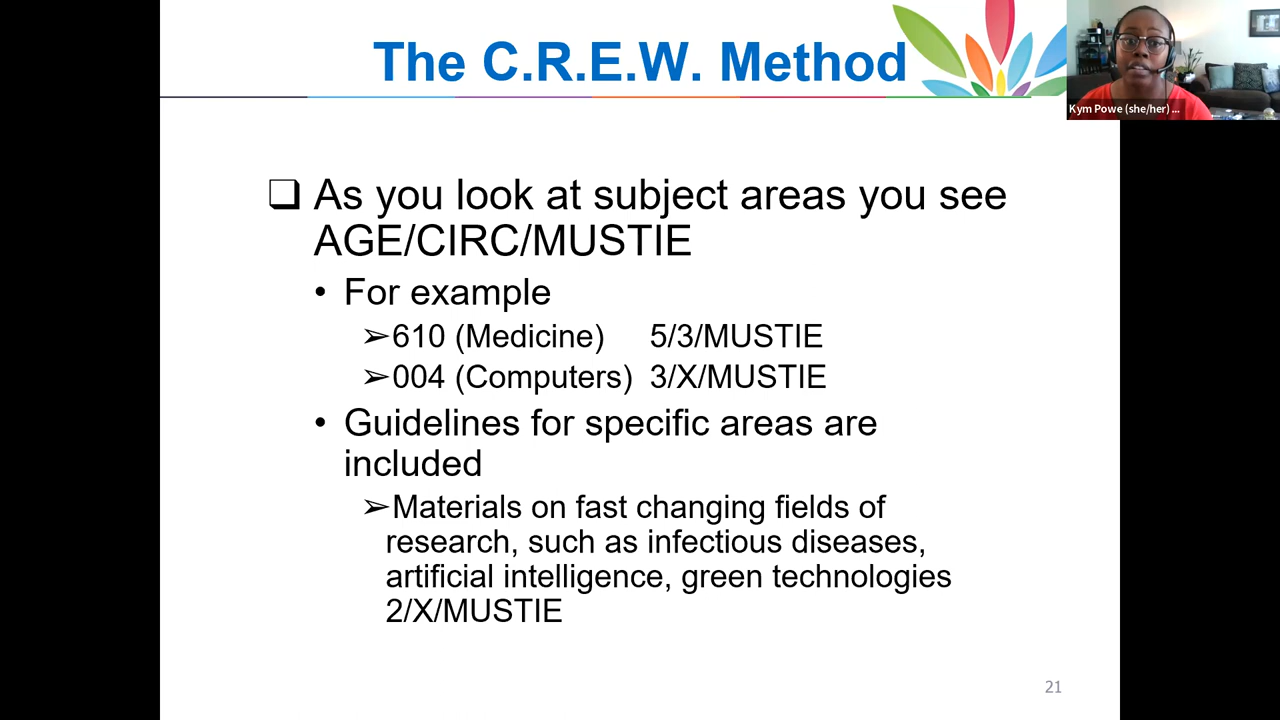 The C.R.E.W. Method
Kym Powe (she/her) ...
❑ As you look at subject areas you see
AGE/CIRC/MUSTIE
• For example
➢610 (Medicine) 5/3/MUSTIE
➢004 (Computers) 3/X/MUSTIE
• Guidelines for specific areas are
included
➢Materials on fast changing fields of
research, such as infectious diseases,
artificial intelligence, green technologies
2/X/MUSTIE
21